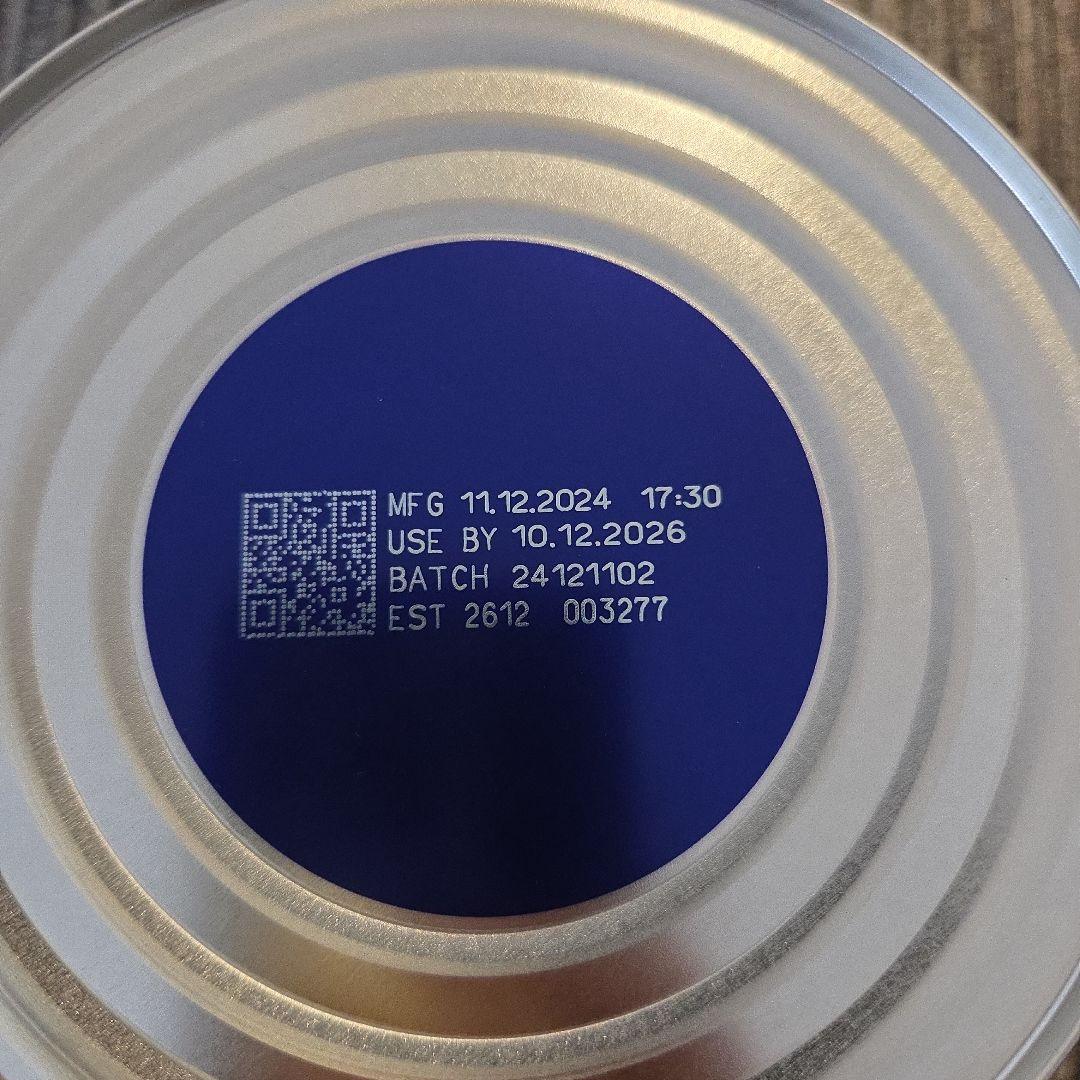 MFG 11.12.2024 17:30
USE BY 10.12.2026
BATCH 24121102
EST 2612 003277